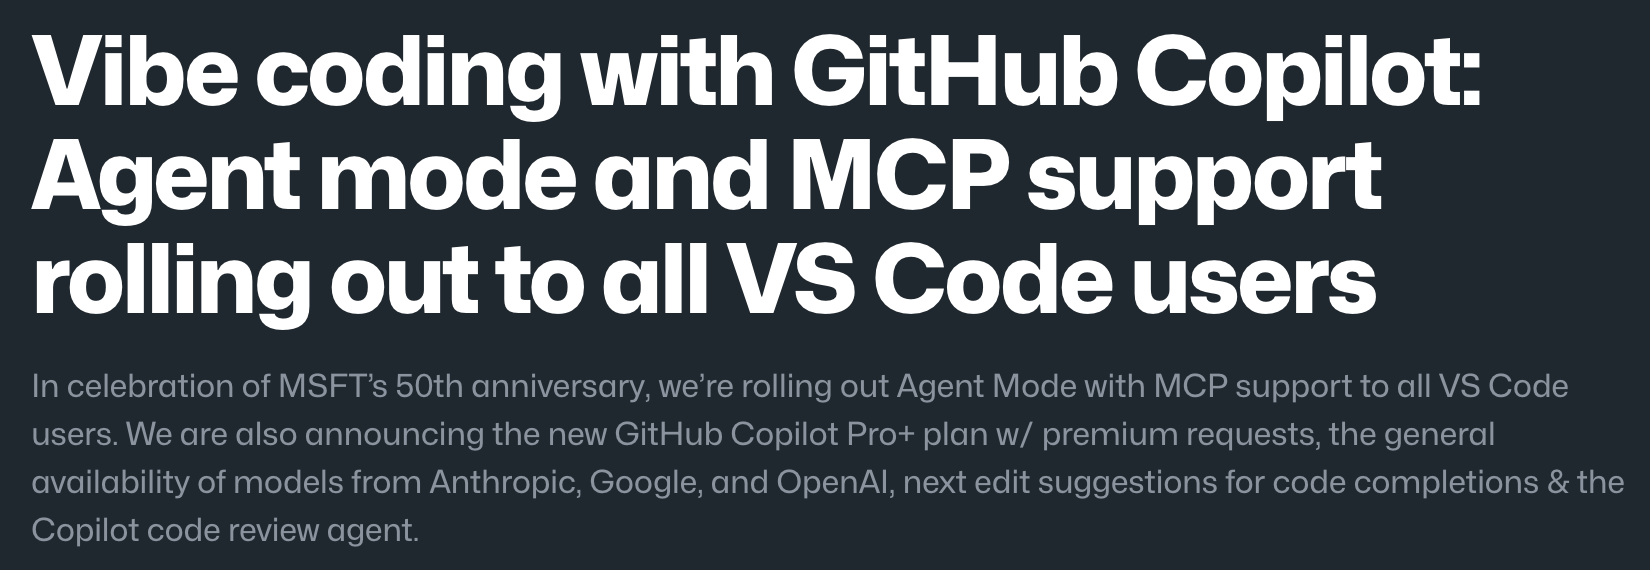 Vibe coding with GitHub Copilot:
Agent mode and MCP support
rolling out to all VS Code users
In celebration of MSFT’s 50th anniversary, we’re rolling out Agent Mode with MCP support to all VS Code
users. We are also announcing the new GitHub Copilot Pro+ plan w/ premium requests, the general
availability of models from Anthropic, Google, and OpenAI, next edit suggestions for code completions & the
Copilot code review agent.